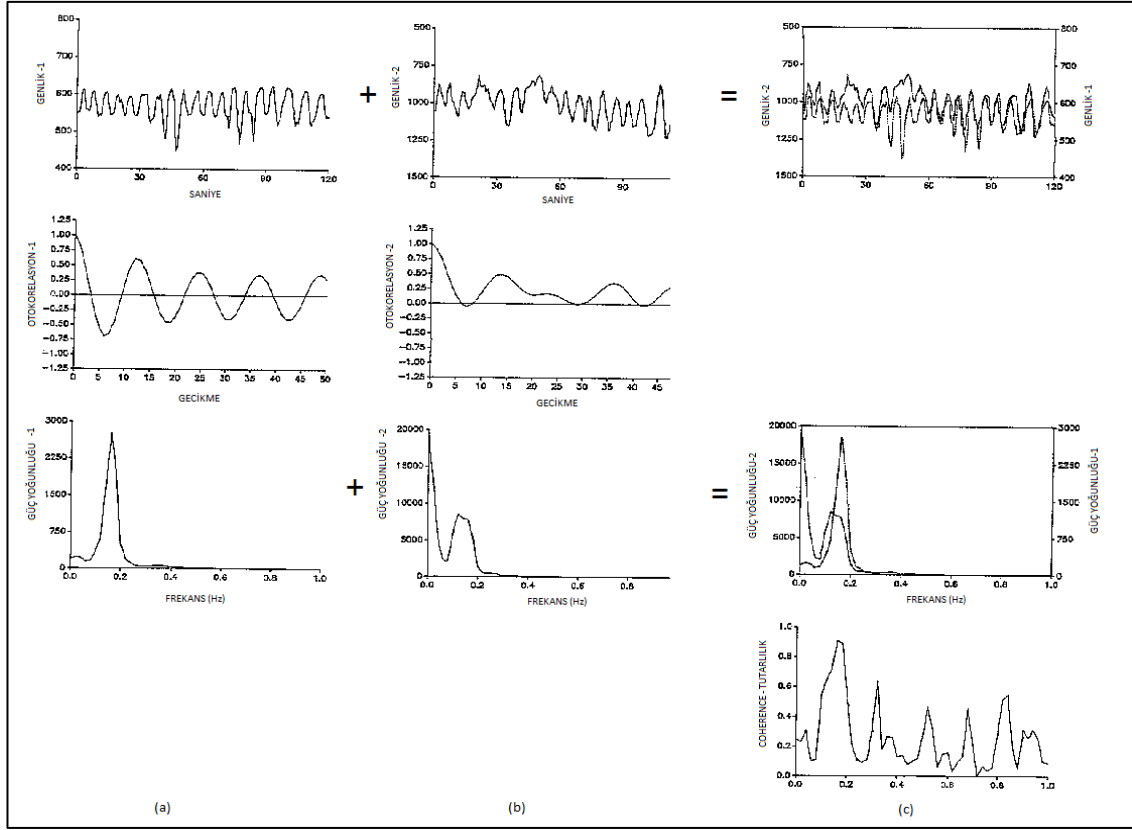 800
700
600
500
400
GENLİK -1
0 30 60 90 120
SANİYE
+
500
750
1000
1250
1500
GENLİK -2
0 30 60 90
SANİYE
=
500
750
1000
1250
1500
GENLİK -2
800
700
600
500
400
GENLİK -1
0 30 60 90 120
1.25
1.00
0.75
0.50
0.25
0.00
−0.25
−0.50
−0.75
−1.00
−1.25
OTOKORELASYON -1
0 5 10 15 20 25 30 35 40 45 50
GECİKME
1.25
1.00
0.75
0.50
0.25
0.00
−0.25
−0.50
−0.75
−1.00
−1.25
OTOKORELASYON -2
0 5 10 15 20 25 30 35 40 45
GECİKME
3000
2250
1500
750
0
GÜÇ YOĞUNLUĞU -1
0.0 0.2 0.4 0.6 0.8 1.0
FREKANS (Hz)
+
20000
15000
10000
5000
0
GÜÇ YOĞUNLUĞU -2
0.0 0.2 0.4 0.6 0.8
FREKANS (Hz)
=
20000
15000
10000
5000
0
GÜÇ YOĞUNLUĞU-2
3000
2250
1500
750
0
GÜÇ YOĞUNLUĞU-1
0.0 0.2 0.4 0.6 0.8 1.0
FREKANS (Hz)
1.0
0.8
0.6
0.4
0.2
0.0
COHERENCE - TUTARLILIK
0.0 0.2 0.4 0.6 0.8 1.0
(a) (b) (c)